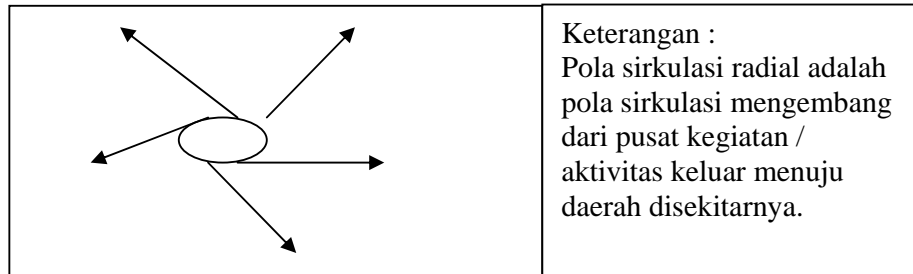 Keterangan :
Pola sirkulasi radial adalah
pola sirkulasi mengembang
dari pusat kegiatan /
aktivitas keluar menuju
daerah disekitarnya.